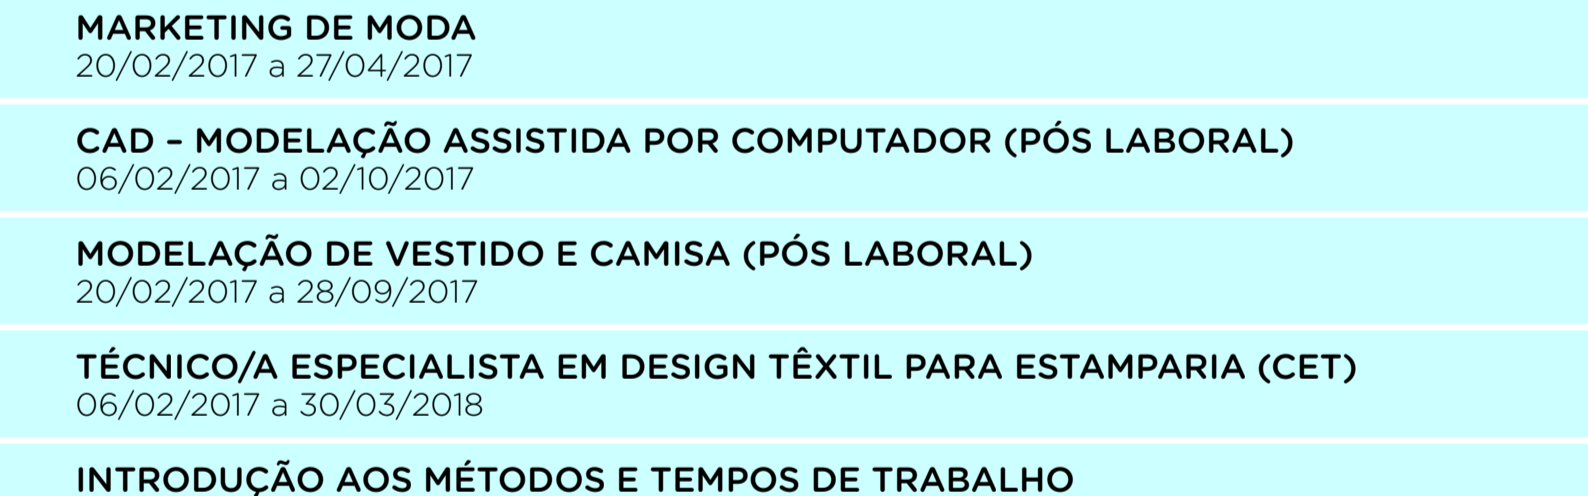 MARKETING DE MODA
20/02/2017 a 27/04/2017
CAD – MODELAÇÃO ASSISTIDA POR COMPUTADOR (PÓS LABORAL)
06/02/2017 a 02/10/2017
MODELAÇÃO DE VESTIDO E CAMISA (PÓS LABORAL)
20/02/2017 a 28/09/2017
TÉCNICO/A ESPECIALISTA EM DESIGN TÊXTIL PARA ESTAMPARIA (CET)
06/02/2017 a 30/03/2018
INTRODUÇÃO AOS MÉTODOS E TEMPOS DE TRABALHO